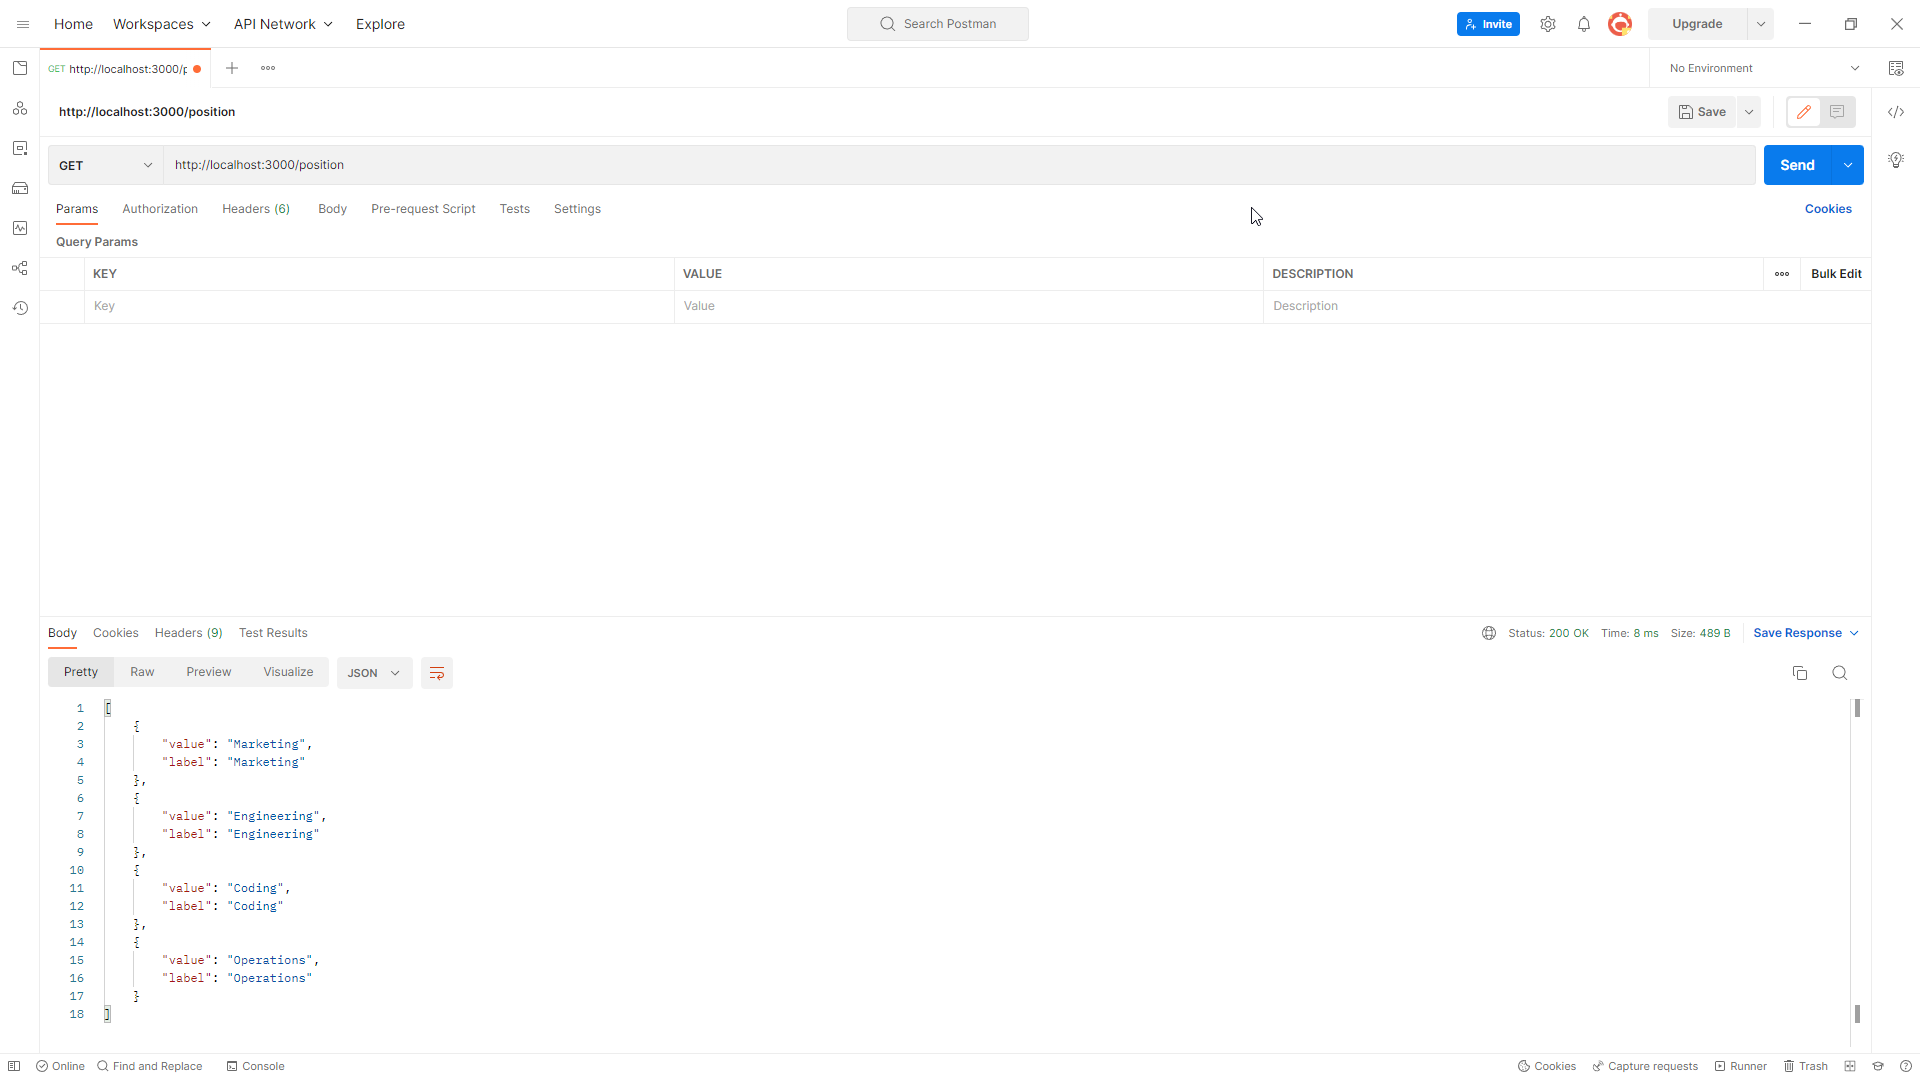 Home Workspaces API Network Explore Search Postman Invite Upgrade
GET http://localhost:3000/p No Environment
http://localhost:3000/position Save
GET http://localhost:3000/position Send
Params Authorization Headers (6) Body Pre-request Script Tests Settings Cookies
Query Params
KEY VALUE DESCRIPTION Bulk Edit
Key Value Description
Body Cookies Headers (9) Test Results Status: 200 OK Time: 8 ms Size: 489 B Save Response
Pretty Raw Preview Visualize JSON
1 [
2 {
3 "value": "Marketing",
4 "label": "Marketing"
5 },
6 {
7 "value": "Engineering",
8 "label": "Engineering"
9 },
10 {
11 "value": "Coding",
12 "label": "Coding"
13 },
14 {
15 "value": "Operations",
16 "label": "Operations"
17 }
18 ]
Online Find and Replace Console Cookies Capture requests Runner Trash